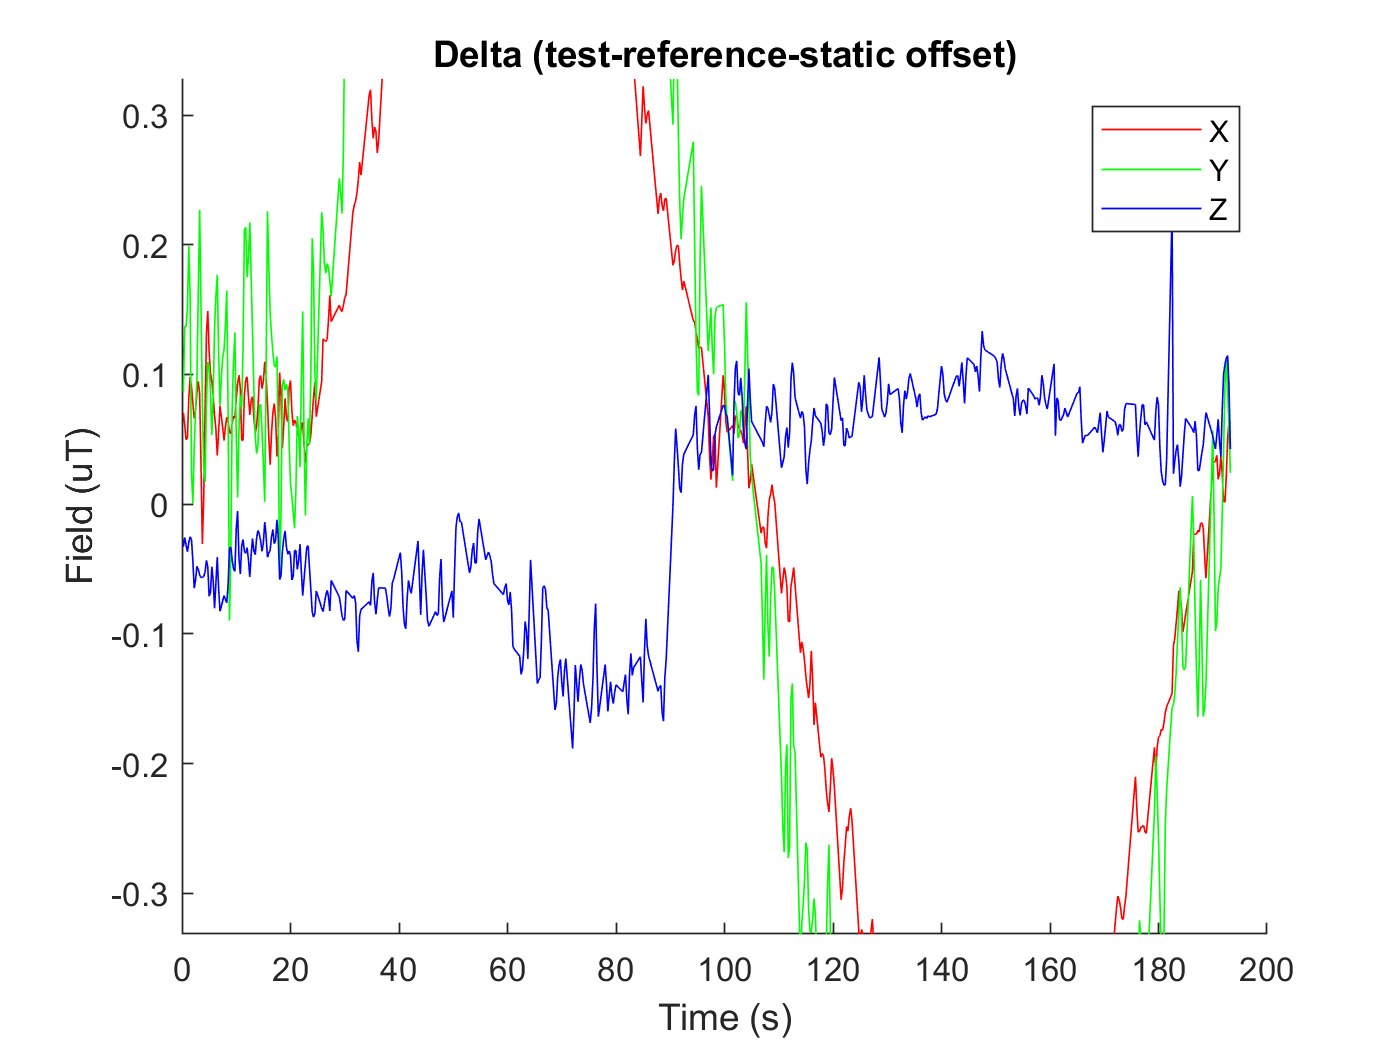 Delta (test-reference-static offset)
X
Y
Z
Field (uT)
0.3
0.2
0.1
0
-0.1
-0.2
-0.3
0 20 40 60 80 100 120 140 160 180 200
Time (s)